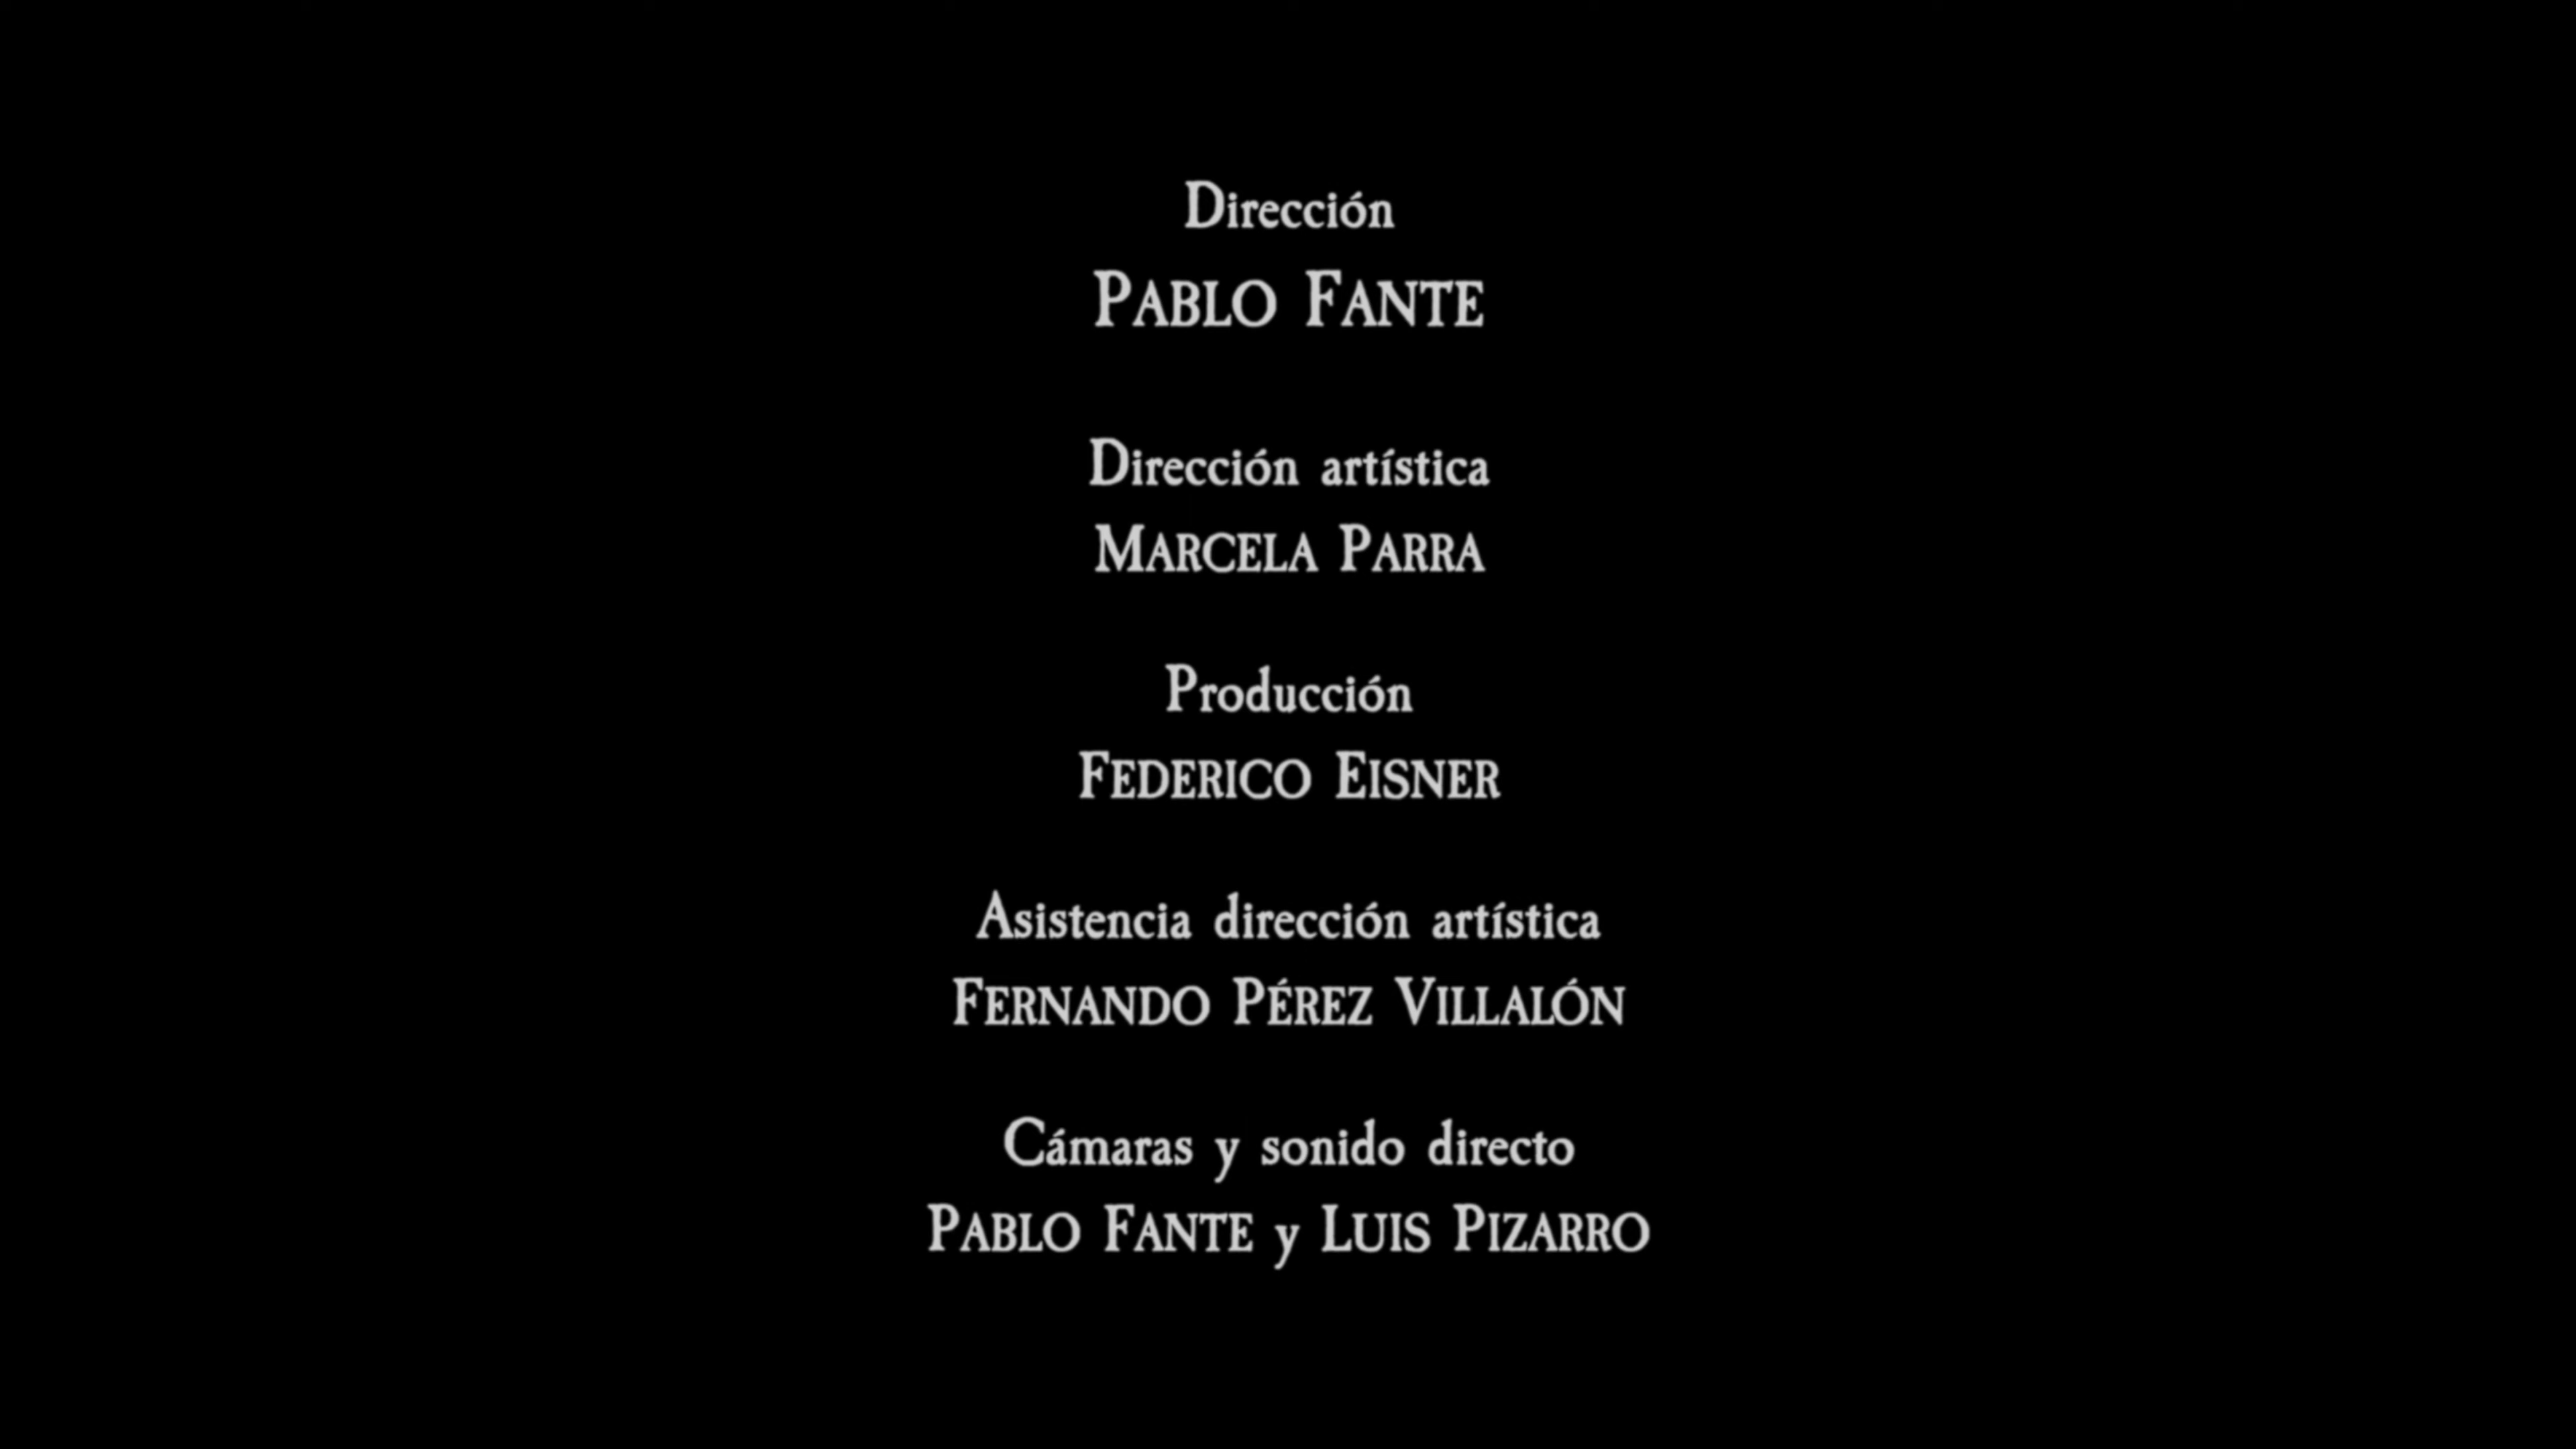 Dirección
PABLO FANTE
Dirección artística
MARCELA PARRA
Producción
FEDERICO EISNER
Asistencia dirección artística
FERNANDO PÉREZ VILLALÓN
Cámaras y sonido directo
PABLO FANTE y LUIS PIZARRO